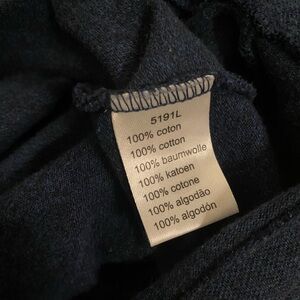 5191L
100% coton
100% cotton
100% baumwolle
100% katoen
100% cotone
100% algodão
100% algodón